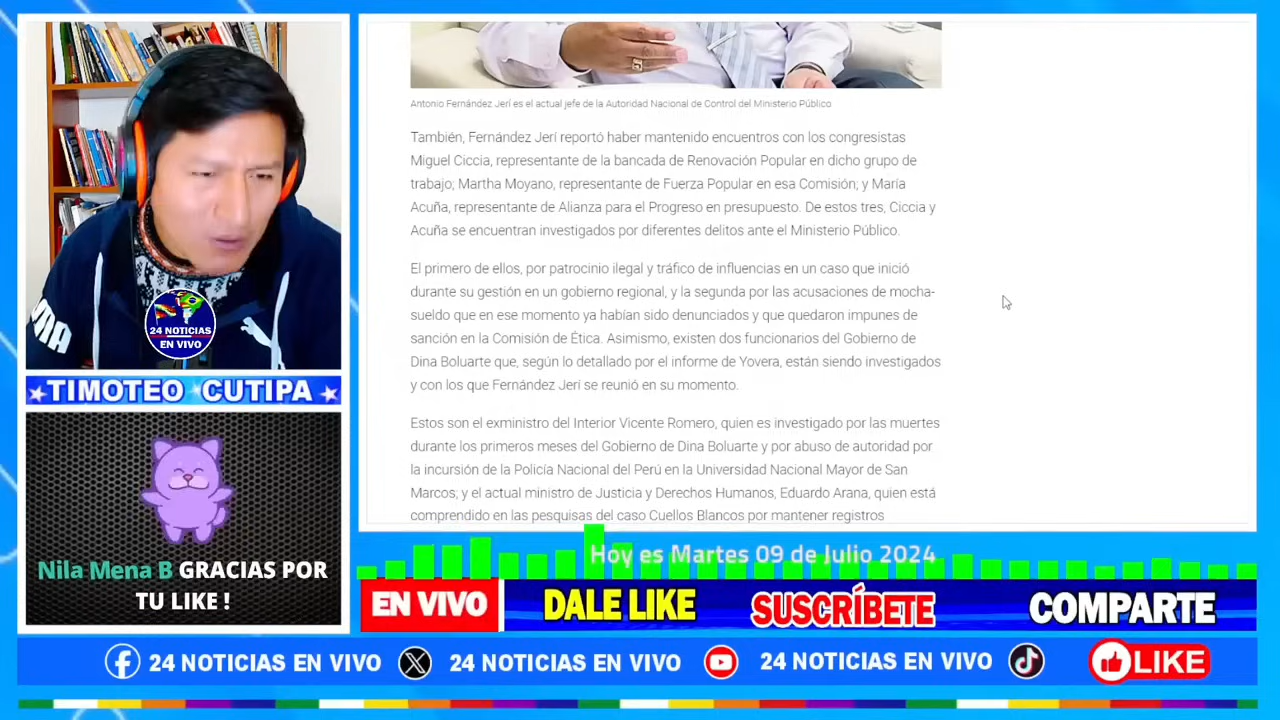 Antonio Fernández Jerí es el actual jefe de la Autoridad Nacional de Control del Ministerio Público
También, Fernández Jerí reportó haber mantenido encuentros con los congresistas
Miguel Ciccia, representante de la bancada de Renovación Popular en dicho grupo de
trabajo; Martha Moyano, representante de Fuerza Popular en esa Comisión; y María
Acuña, representante de Alianza para el Progreso en presupuesto. De estos tres, Ciccia y
Acuña se encuentran investigados por diferentes delitos ante el Ministerio Público.
El primero de ellos, por patrocinio ilegal y tráfico de influencias en un caso que inició
durante su gestión en un gobierno regional, y la segunda por las acusaciones de mocha-
sueldo que en ese momento ya habían sido denunciados y que quedaron impunes de
sanción en la Comisión de Ética. Asimismo, existen dos funcionarios del Gobierno de
Dina Boluarte que, según lo detallado por el informe de Yovera, están siendo investigados
y con los que Fernández Jerí se reunió en su momento.
Estos son el exministro del Interior Vicente Romero, quien es investigado por las muertes
durante los primeros meses del Gobierno de Dina Boluarte y por abuso de autoridad por
la incursión de la Policía Nacional del Perú en la Universidad Nacional Mayor de San
Marcos; y el actual ministro de Justicia y Derechos Humanos, Eduardo Arana, quien está
comprendido en las pesquisas del caso Cuellos Blancos por mantener registros
24 NOTICIAS
EN VIVO
TIMOTEO CUTIPA
Nila Mena B GRACIAS POR
TU LIKE !
Hoy es Martes 09 de Julio 2024
EN VIVO DALE LIKE SUSCRÍBETE COMPARTE
24 NOTICIAS EN VIVO 24 NOTICIAS EN VIVO 24 NOTICIAS EN VIVO LIKE